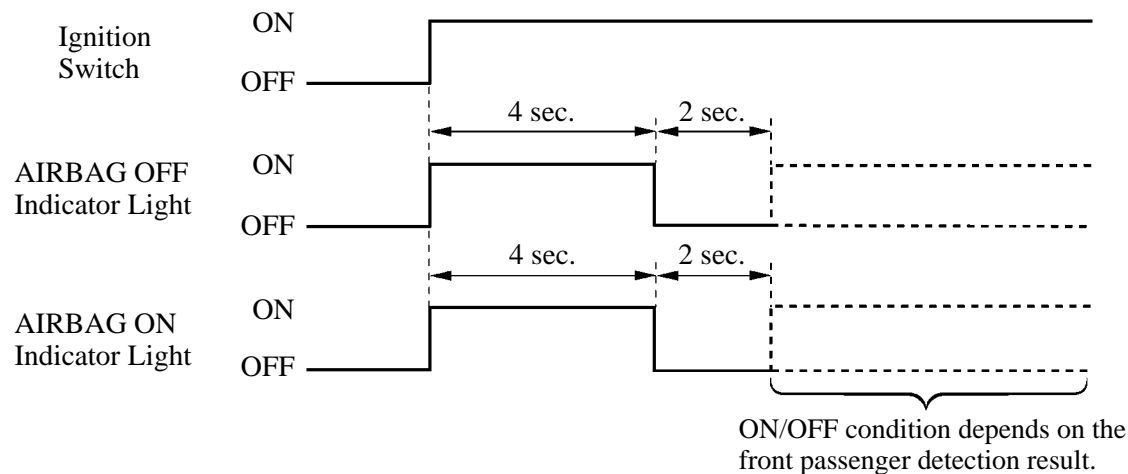 Ignition
Switch
ON
OFF
4 sec.
2 sec.
AIRBAG OFF
Indicator Light
ON
OFF
4 sec.
2 sec.
AIRBAG ON
Indicator Light
ON
OFF
ON/OFF condition depends on the
front passenger detection result.